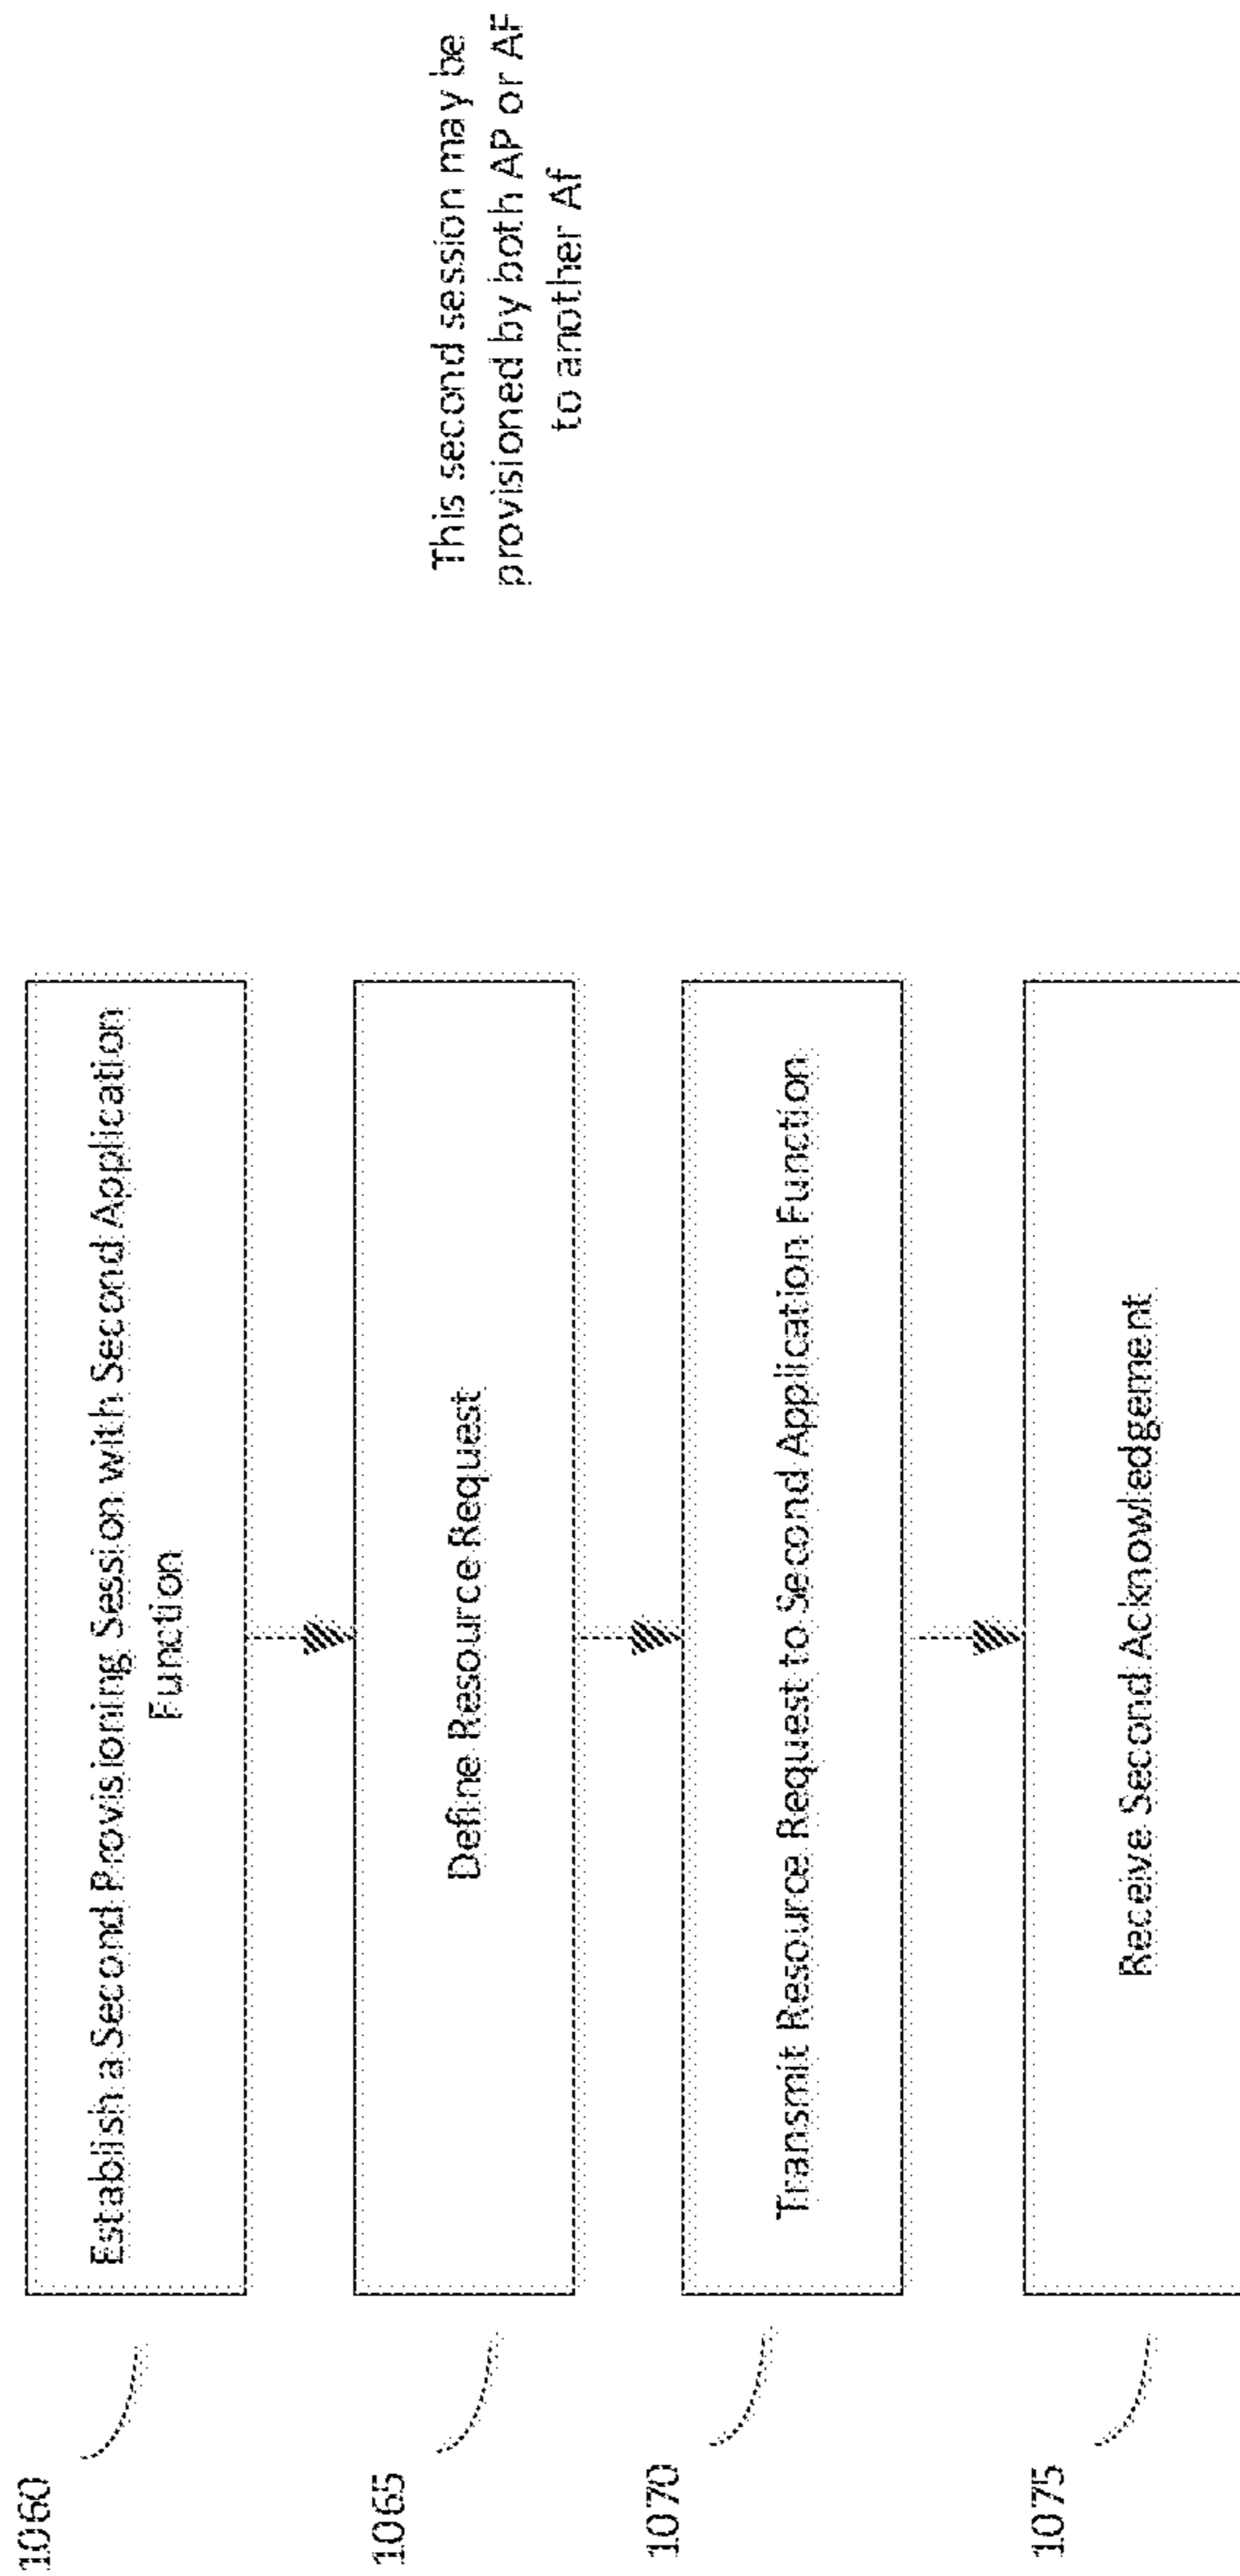 1060
Establish a Second Provisioning Session with Second Application
Function
This second session may be
provisioned by both AP or AF
to another Af
1065
Define Resource Request
1070
Transmit Resource Request to Second Application Function
1075
Receive Second Acknowledgement